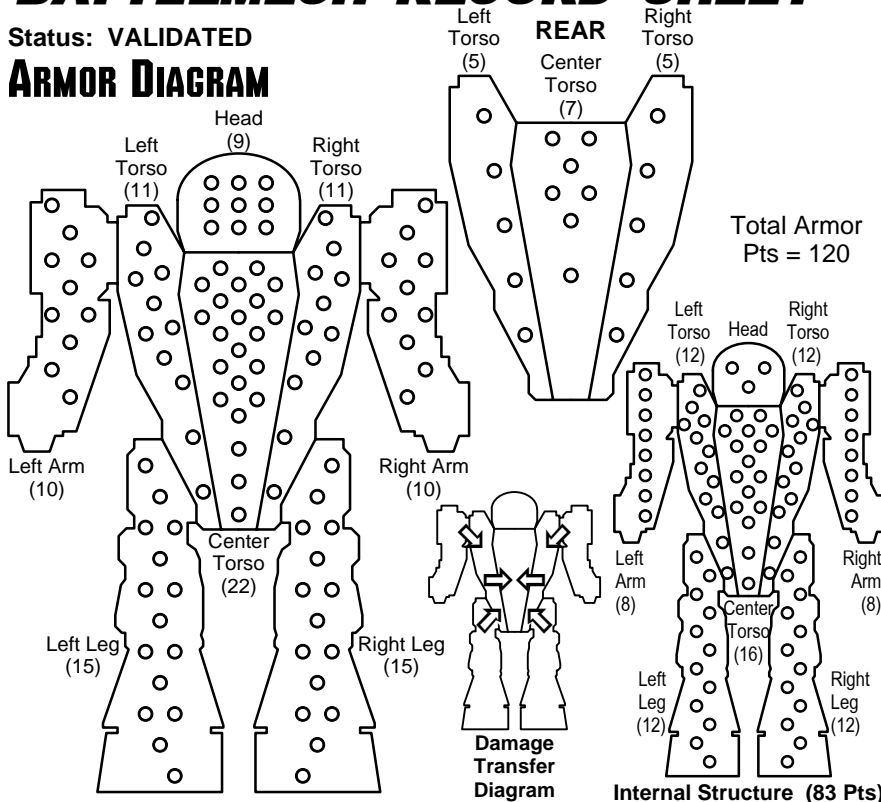 BATTLEMECH RECORD SHEET
Status: VALIDATED
ARMOR DIAGRAM
Head
(9)
Left
Torso
(11)
Right
Torso
(11)
Left Arm
(10)
Right Arm
(10)
Center
Torso
(22)
Left Leg
(15)
Right Leg
(15)
Left
Torso
(5)
REAR
Center
Torso
(7)
Right
Torso
(5)
Total Armor
Pts = 120
Left
Torso
(12)
Head
Right
Torso
(12)
Left
Arm
(8)
Right
Arm
(8)
Center
Torso
(16)
Left
Leg
(12)
Right
Leg
(12)
Damage
Transfer
Diagram
Internal Structure (83 Pts)